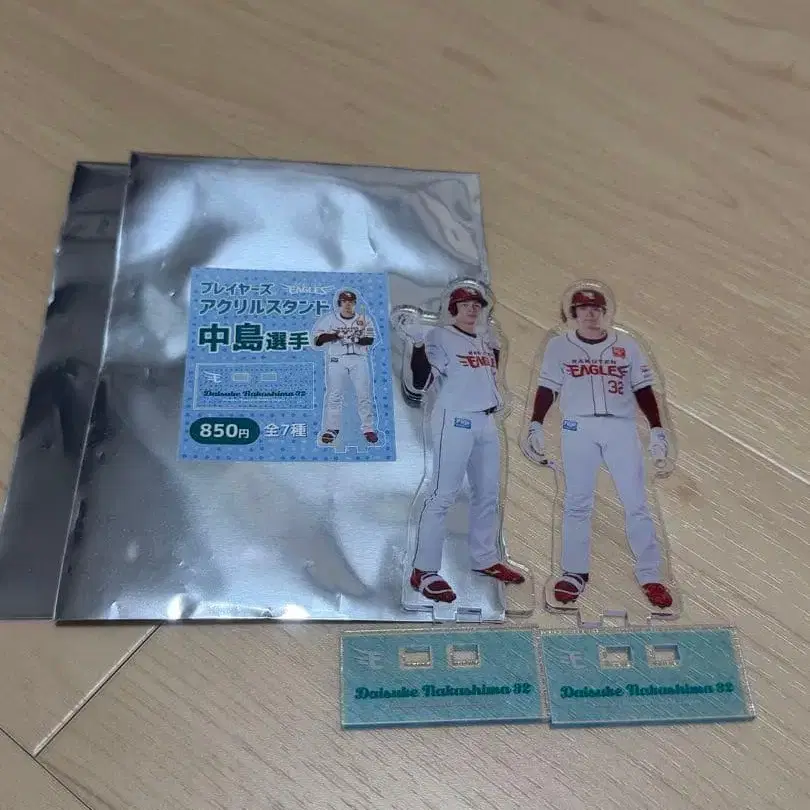 プレイヤーズ
EAGLES
アクリルスタンド
中島選手
Daisuke Nakashima 32
850円 全7種
EAGLES
RAKUTEN
EAGLES
32
E
Daisuke Nakashima 32
E
Daisuke Nakashima 32